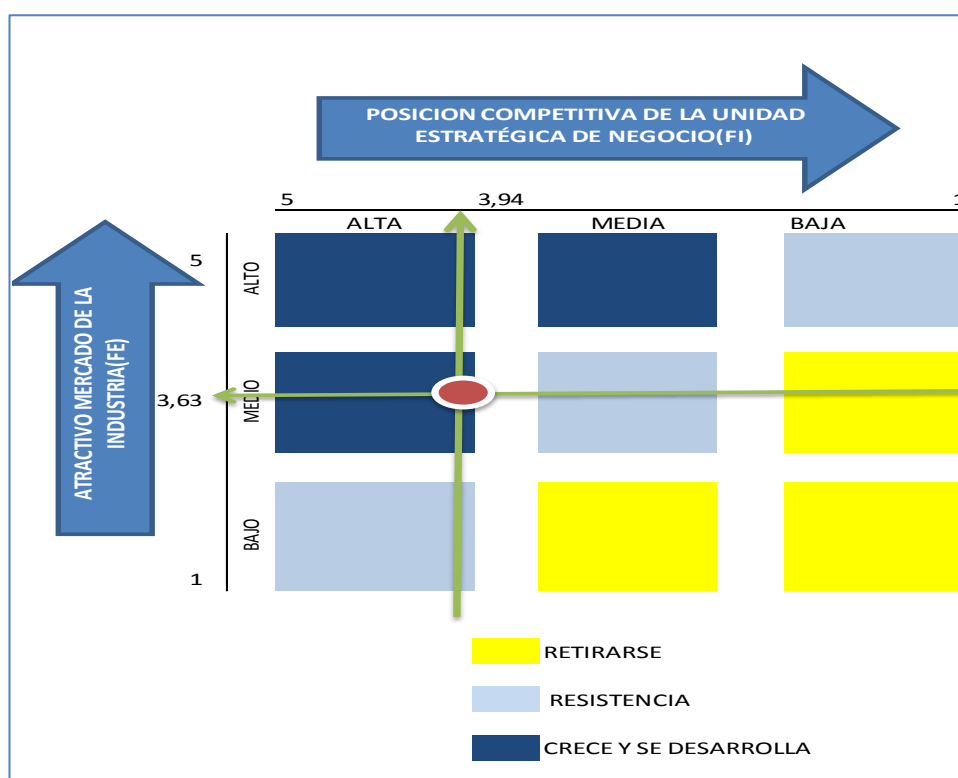 POSICION COMPETITIVA DE LA UNIDAD
ESTRATÉGICA DE NEGOCIO(FI)
5
3,94
1
ALTA
MEDIA
BAJA
ATRACTIVO MERCADO DE LA
INDUSTRIA(FE)
5
3,63
1
ALTO
MEDIO
BAJO
RETIRARSE
RESISTENCIA
CRECE Y SE DESARROLLA